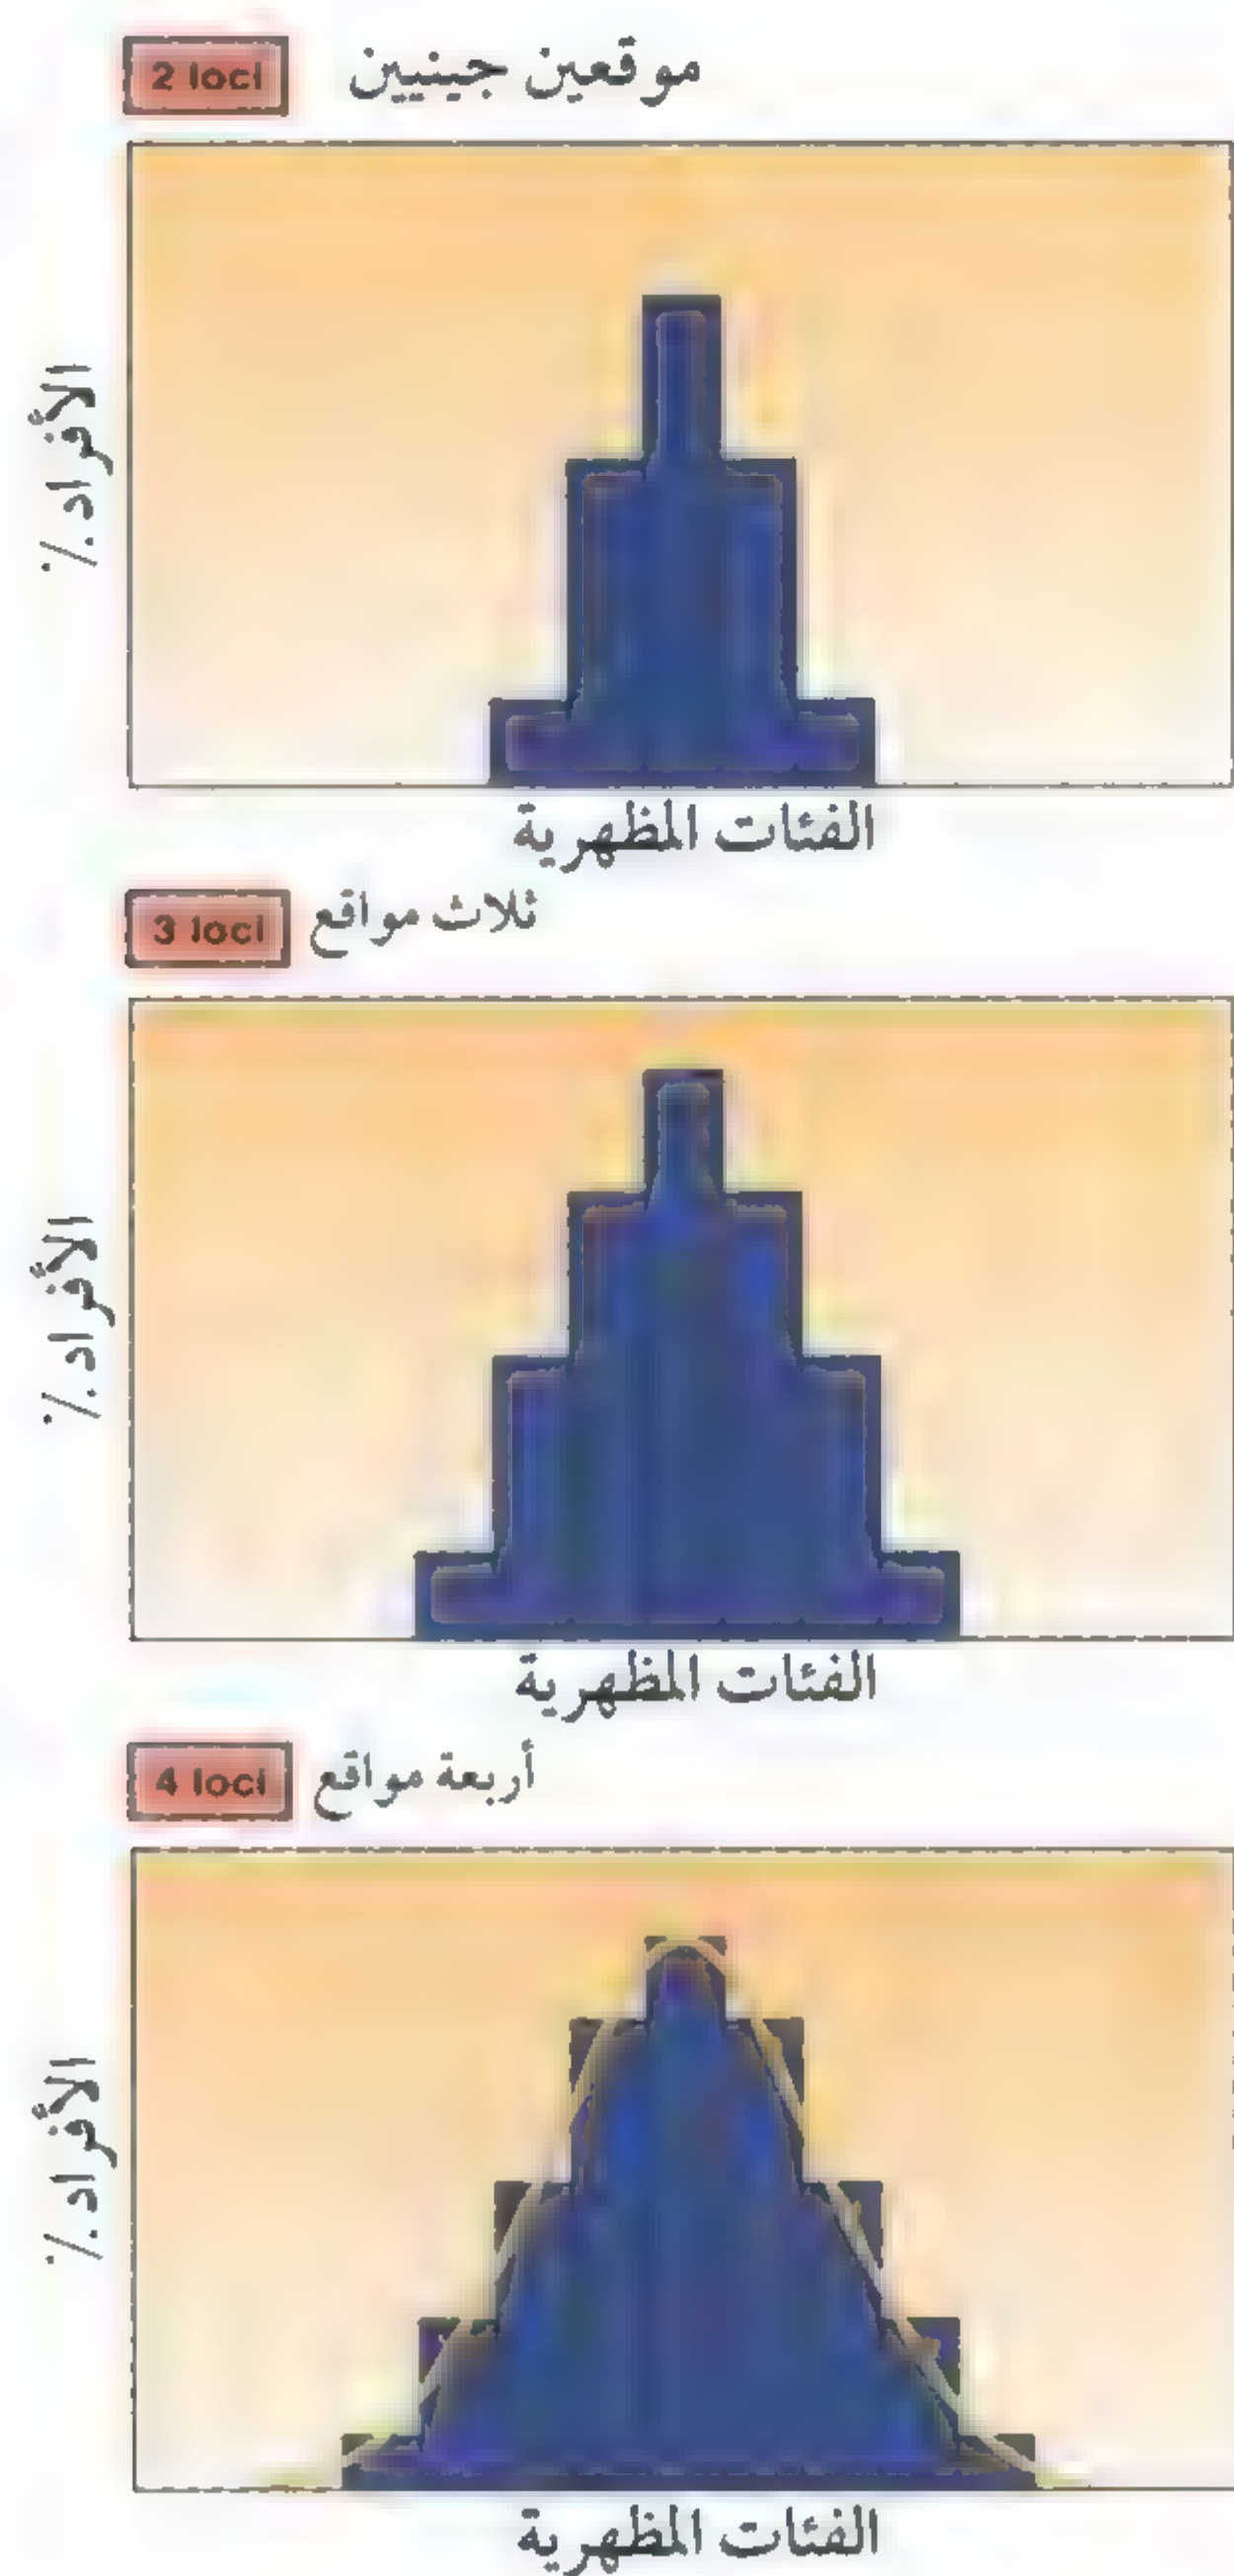 2 loci موقعين جينيين
الأفراد٪
الفئات المظهرية
3 loci ثلاث مواقع
الأفراد٪
الفئات المظهرية
4 loci أربعة مواقع
الأفراد٪
الفئات المظهرية